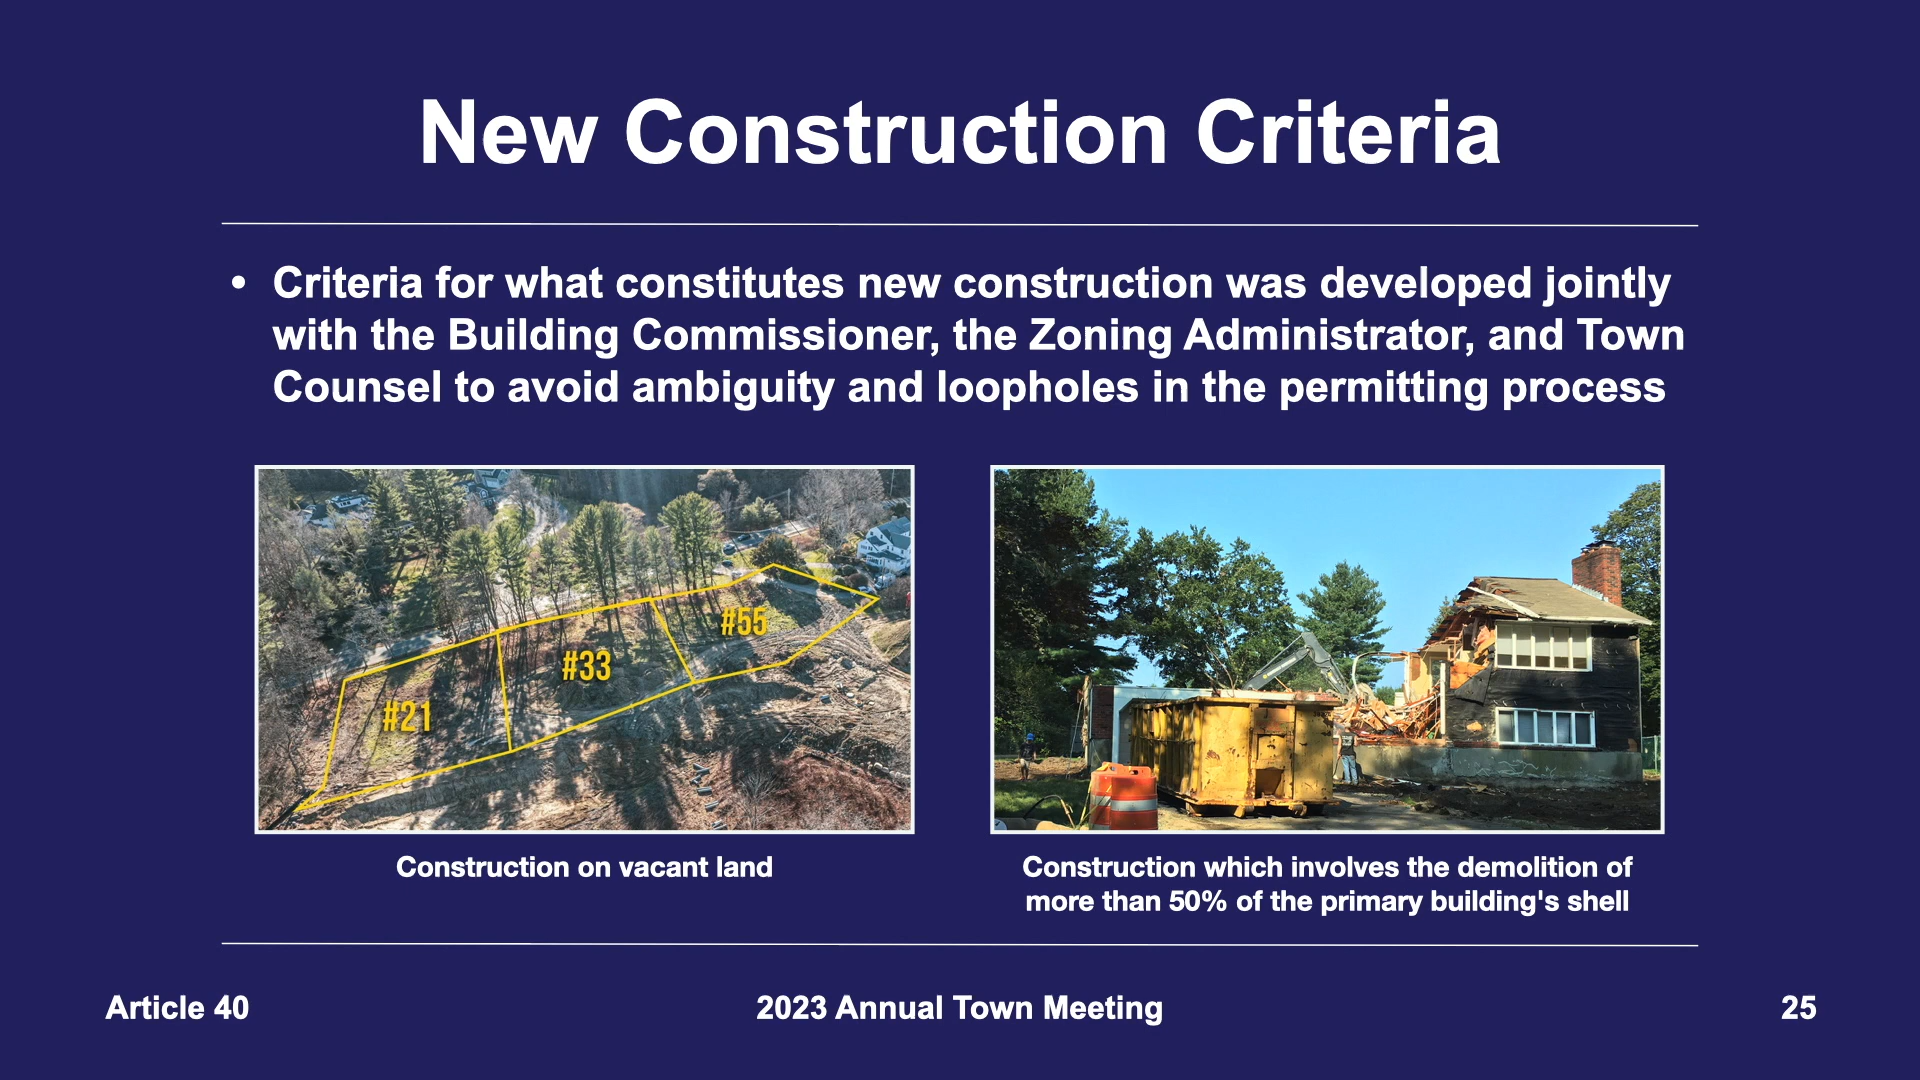 New Construction Criteria
• Criteria for what constitutes new construction was developed jointly
with the Building Commissioner, the Zoning Administrator, and Town
Counsel to avoid ambiguity and loopholes in the permitting process
#21
#33
#55
Construction on vacant land
Construction which involves the demolition of
more than 50% of the primary building's shell
Article 40
2023 Annual Town Meeting
25